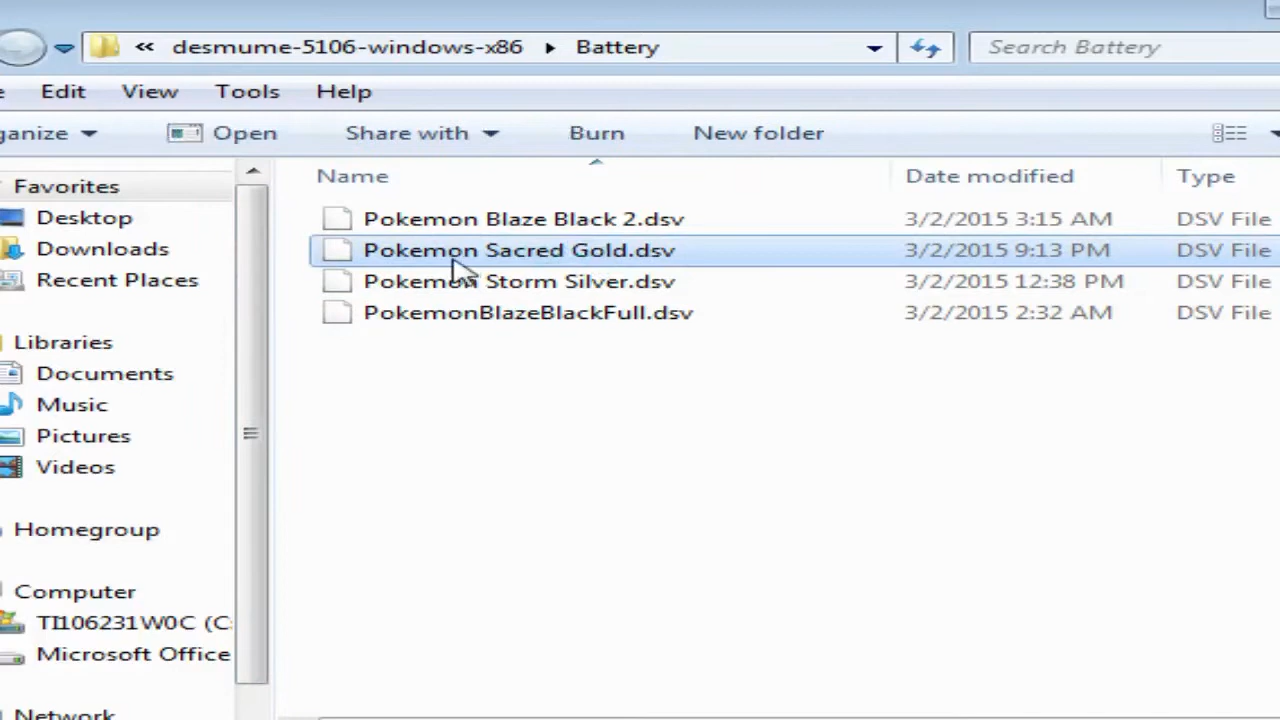 « desmume-5106-windows-x86 ▸ Battery Search Battery
e Edit View Tools Help
ganize Open Share with Burn New folder
Name Date modified Type
Favorites
Desktop
Downloads
Recent Places
Libraries
Documents
Music
Pictures
Videos
Homegroup
Computer
TI106231W0C (C:
Microsoft Office
Network
Pokemon Blaze Black 2.dsv 3/2/2015 3:15 AM DSV File
Pokemon Sacred Gold.dsv 3/2/2015 9:13 PM DSV File
Pokemon Storm Silver.dsv 3/2/2015 12:38 PM DSV File
PokemonBlazeBlackFull.dsv 3/2/2015 2:32 AM DSV File